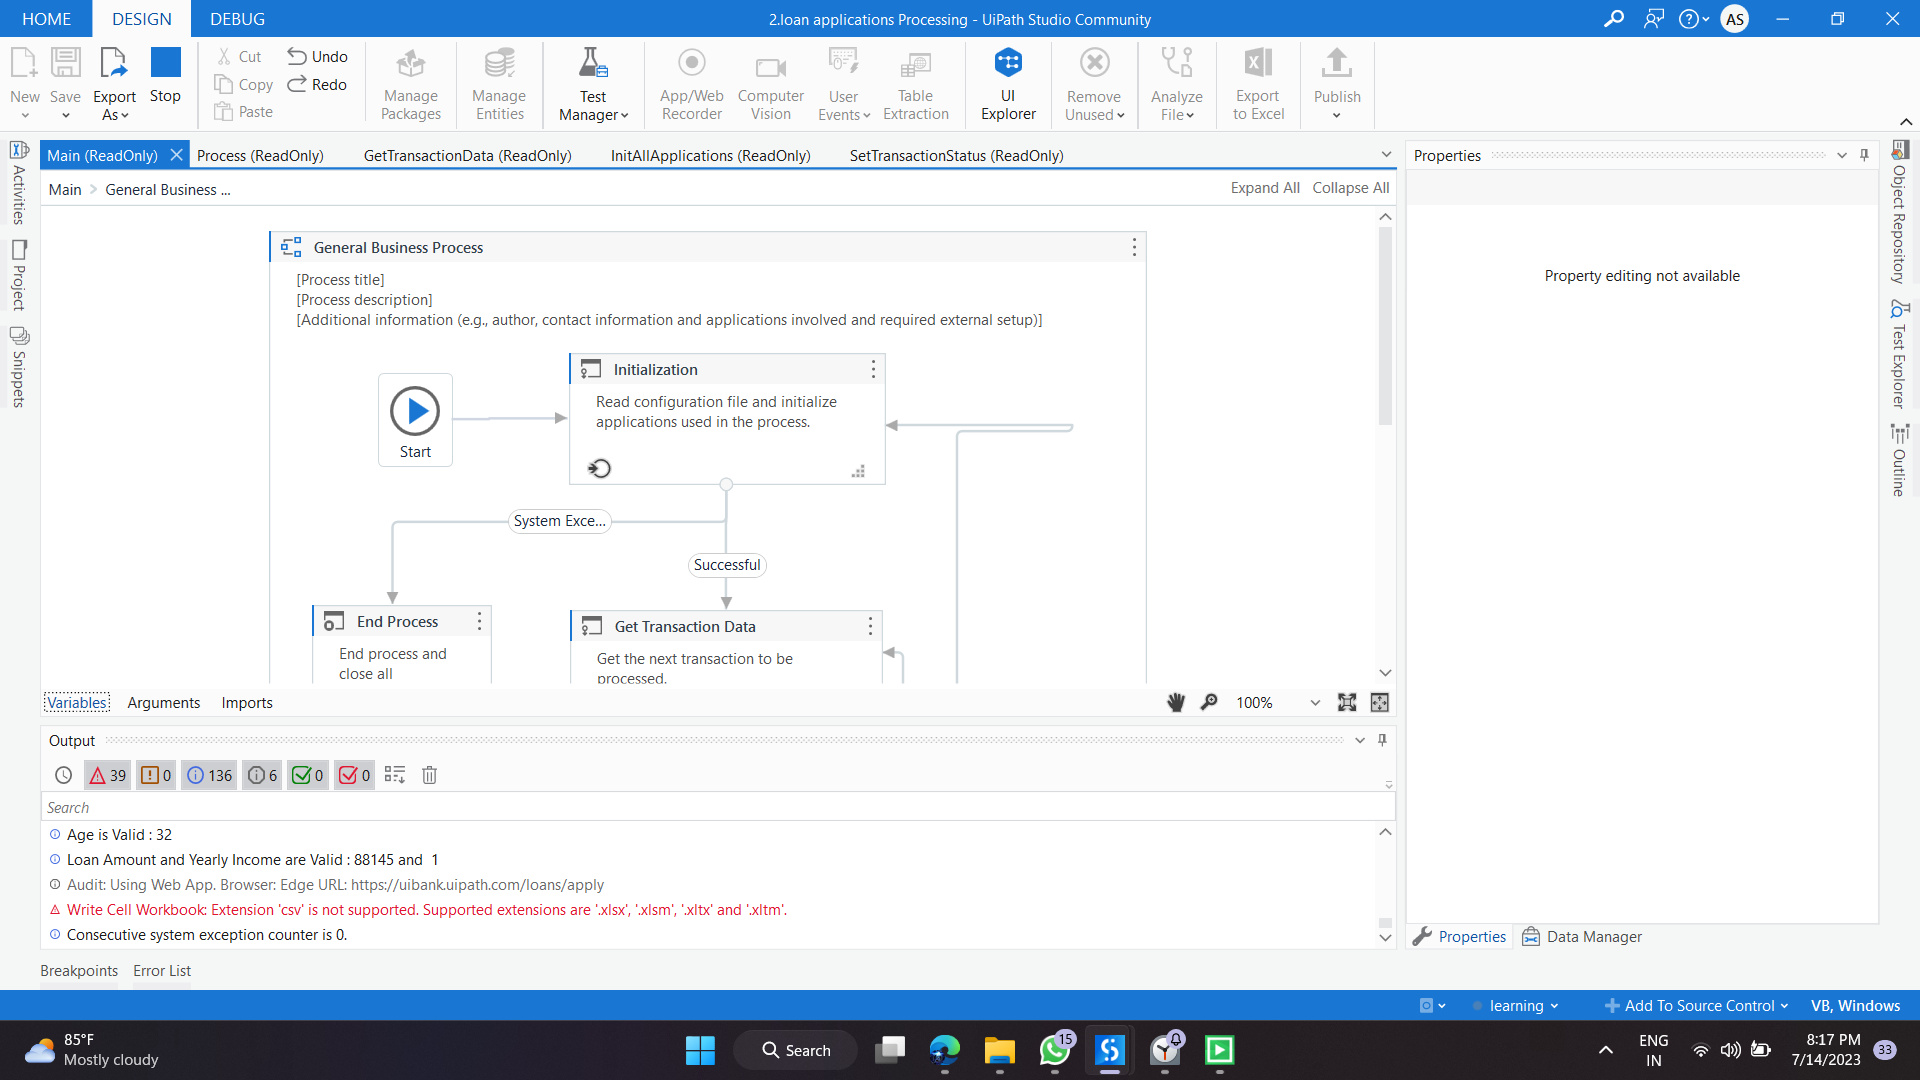 HOME DESIGN DEBUG
2.loan applications Processing - UiPath Studio Community
AS
New Save Export As Stop
Cut Copy Paste
Undo Redo
Manage Packages
Manage Entities
Test Manager
App/Web Recorder
Computer Vision
User Events
Table Extraction
UI Explorer
Remove Unused
Analyze File
Export to Excel
Publish
Activities
Project
Snippets
Main (ReadOnly) Process (ReadOnly) GetTransactionData (ReadOnly) InitAllApplications (ReadOnly) SetTransactionStatus (ReadOnly)
Main > General Business ...
Expand All Collapse All
General Business Process
[Process title]
[Process description]
[Additional information (e.g., author, contact information and applications involved and required external setup)]
Start
Initialization
Read configuration file and initialize
applications used in the process.
System Exce...
Successful
End Process
End process and
close all
Get Transaction Data
Get the next transaction to be
processed.
Variables Arguments Imports
100%
Output
39 0 136 6 0 0
Search
Age is Valid : 32
Loan Amount and Yearly Income are Valid : 88145 and 1
Audit: Using Web App. Browser: Edge URL: https://uibank.uipath.com/loans/apply
Write Cell Workbook: Extension 'csv' is not supported. Supported extensions are '.xlsx', '.xlsm', '.xltx' and '.xltm'.
Consecutive system exception counter is 0.
Breakpoints Error List
Properties
Property editing not available
Properties Data Manager
Object Repository
Test Explorer
Outline
learning
Add To Source Control
VB, Windows
85°F
Mostly cloudy
Search
15
ENG
IN
8:17 PM
7/14/2023
33